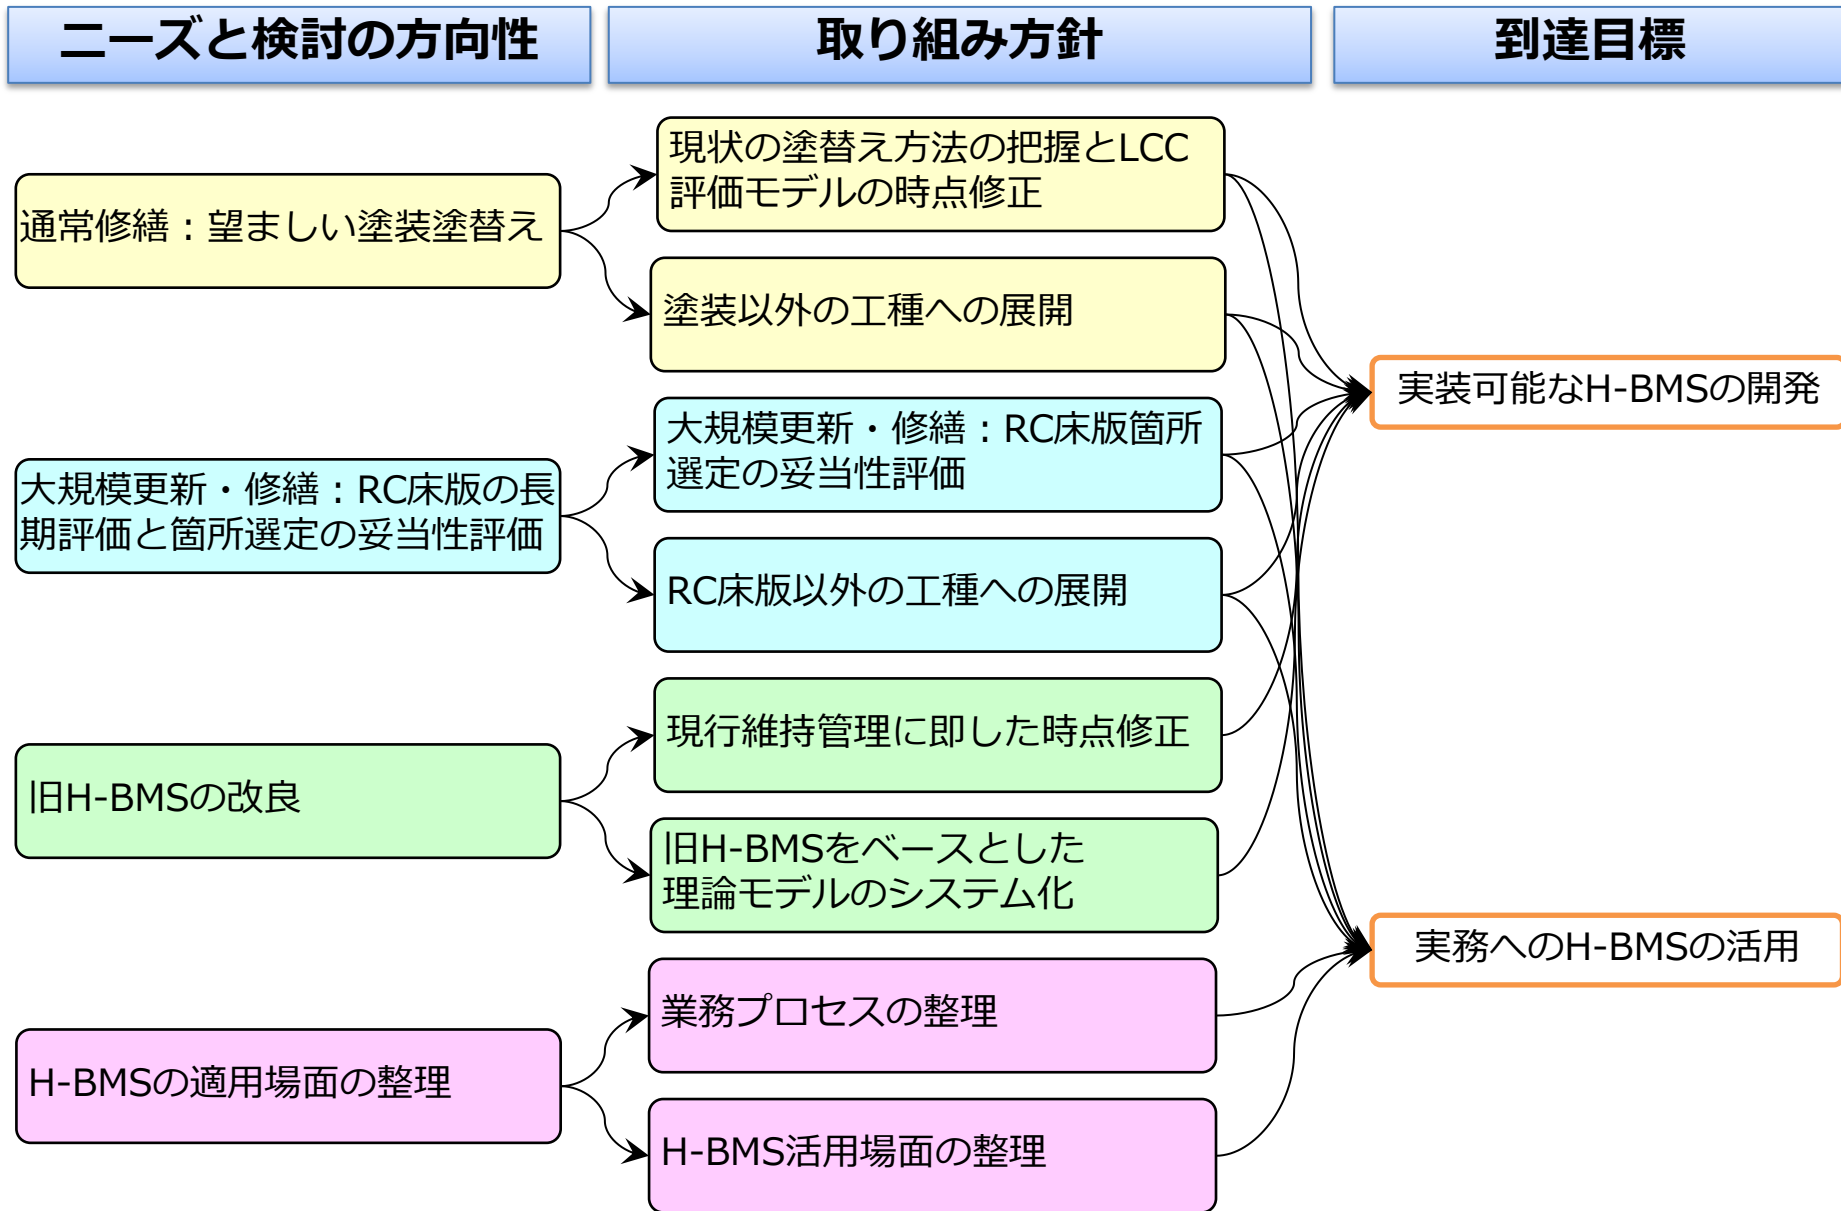 ニーズと検討の方向性
取り組み方針
到達目標
現状の塗替え方法の把握とLCC
評価モデルの時点修正
通常修繕：望ましい塗装塗替え
塗装以外の工種への展開
実装可能なH-BMSの開発
大規模更新・修繕：RC床版箇所
選定の妥当性評価
大規模更新・修繕：RC床版の長
期評価と箇所選定の妥当性評価
RC床版以外の工種への展開
現行維持管理に即した時点修正
旧H-BMSの改良
旧H-BMSをベースとした
理論モデルのシステム化
実務へのH-BMSの活用
業務プロセスの整理
H-BMSの適用場面の整理
H-BMS活用場面の整理